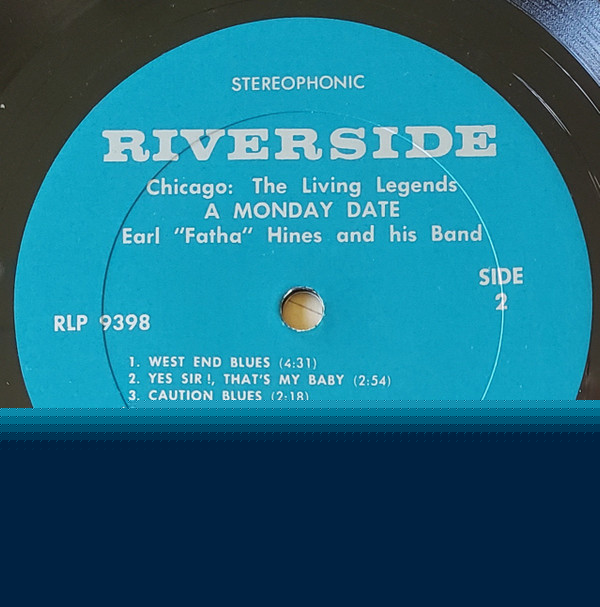 STEREOPHONIC
RIVERSIDE
Chicago: The Living Legends
A MONDAY DATE
Earl "Fatha" Hines and his Band
SIDE
2
RLP 9398
1. WEST END BLUES (4:31)
2. YES SIR!, THAT'S MY BABY (2:54)
3. CAUTION BLUES (2:18)